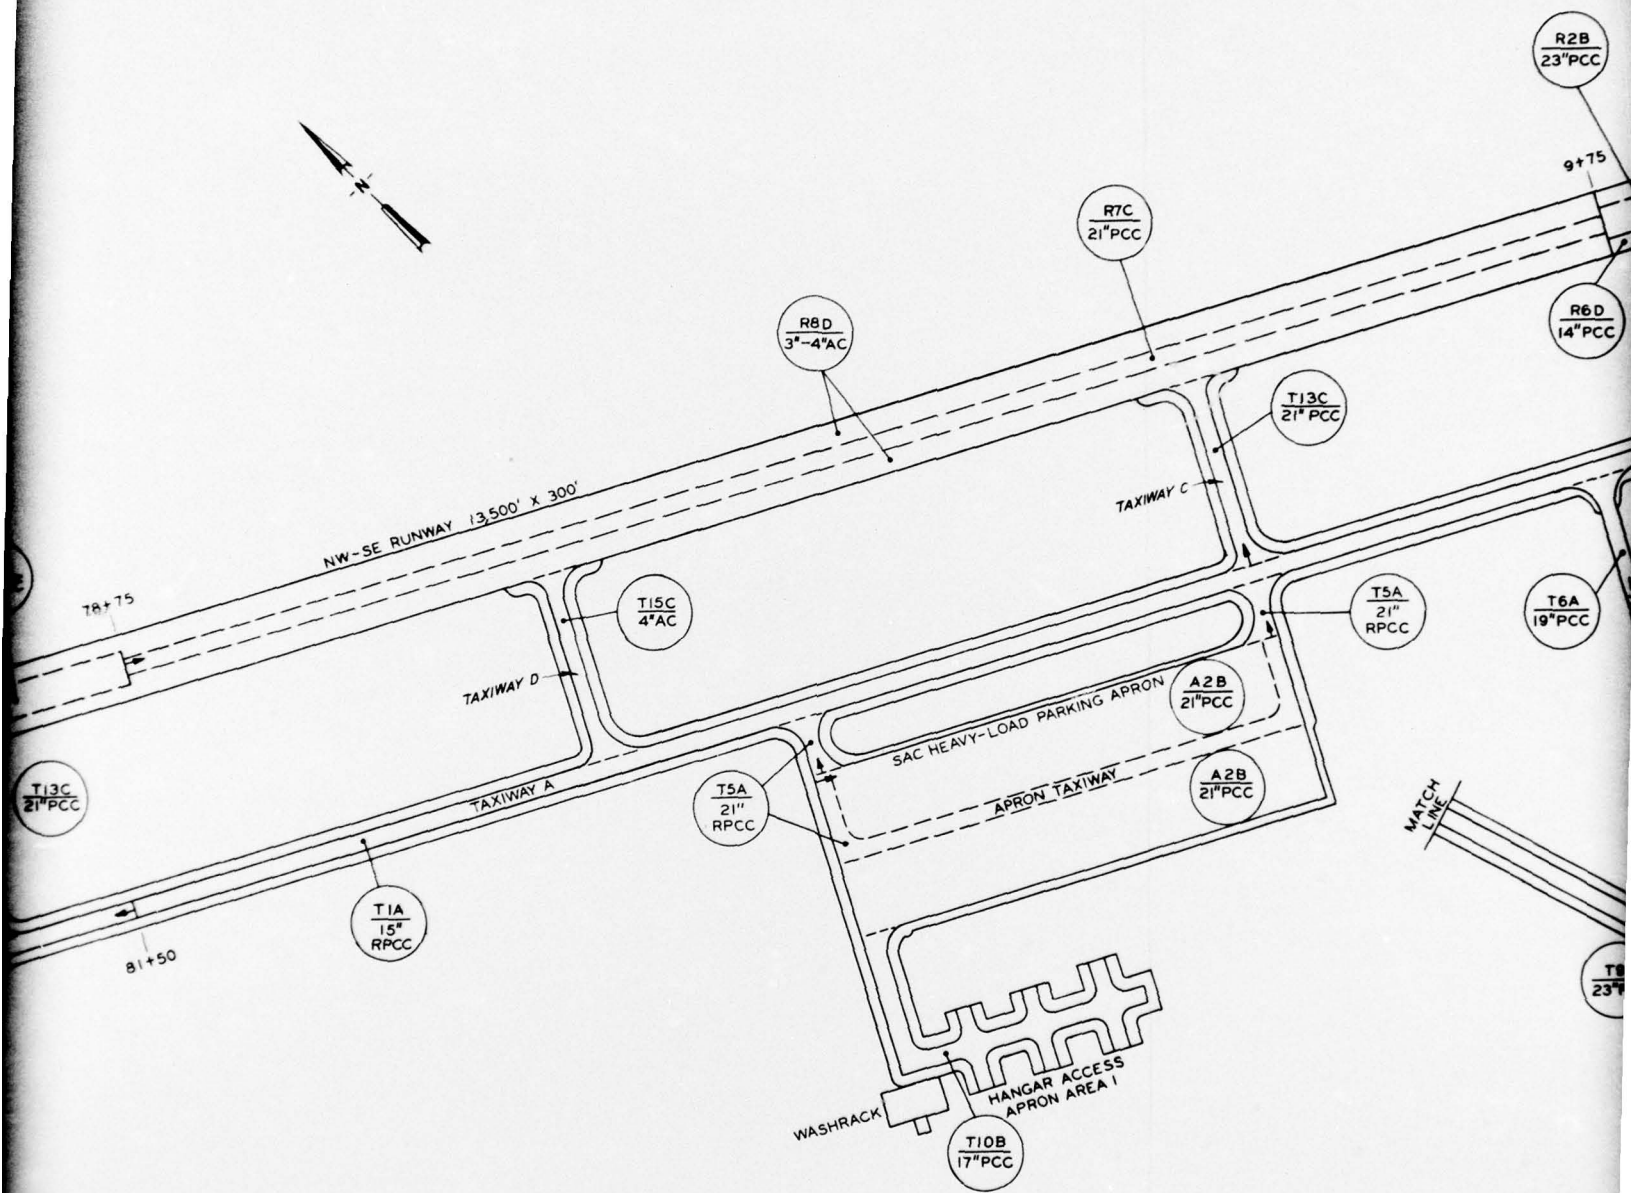 R2B
23"PCC
9+75
R7C
21"PCC
R6D
14"PCC
R8D
3"-4"AC
T13C
21"PCC
TAXIWAY C
NW-SE RUNWAY 13,500' X 300'
N
78+75
T15C
4"AC
T5A
21"
RPCC
T6A
19"PCC
TAXIWAY D
A2B
21"PCC
SAC HEAVY-LOAD PARKING APRON
T13C
21"PCC
TAXIWAY A
T5A
21"
RPCC
APRON TAXIWAY
A2B
21"PCC
MATCH
LINE
T1A
15"
RPCC
81+50
23"
HANGAR ACCESS
APRON AREA 1
WASHRACK
T10B
17"PCC